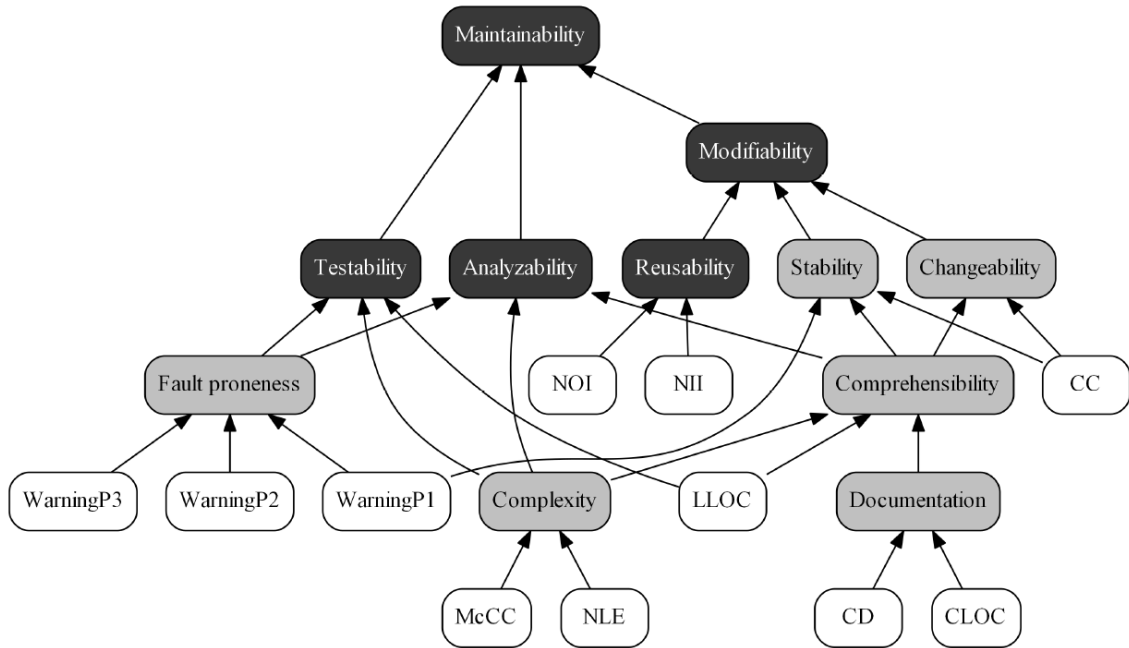 Maintainability
Modifiability
Testability
Analyzability
Reusability
Stability
Changeability
Fault proneness
NOI
NII
Comprehensibility
CC
WarningP3
WarningP2
WarningP1
Complexity
LLOC
Documentation
McCC
NLE
CD
CLOC